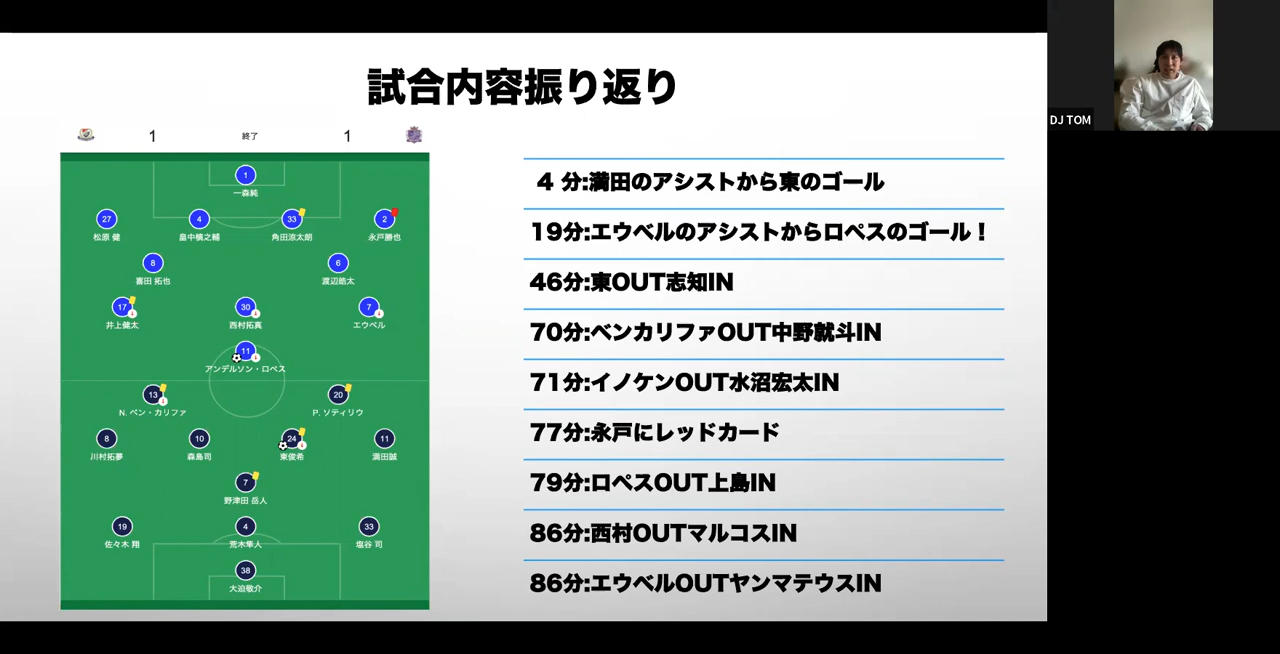 試合内容振り返り
1 終了 1
1
一森純
27 4 33 2
松原 健 畠中槙之輔 角田涼太朗 永戸勝也
8 6
喜田 拓也 渡辺皓太
17 30 7
井上健太 西村拓真 エウベル
11
アンデルソン・ロペス
13 20
N. ベン・カリファ P. ソティリウ
8 10 24 11
川村拓夢 森島司 東俊希 満田誠
7
野津田 岳人
19 4 33
佐々木 翔 荒木隼人 塩谷 司
38
大迫敬介
4 分:満田のアシストから東のゴール
19分:エウベルのアシストからロペスのゴール！
46分:東OUT志知IN
70分:ベンカリファOUT中野就斗IN
71分:イノケンOUT水沼宏太IN
77分:永戸にレッドカード
79分:ロペスOUT上島IN
86分:西村OUTマルコスIN
86分:エウベルOUTヤンマテウスIN
DJ TOM